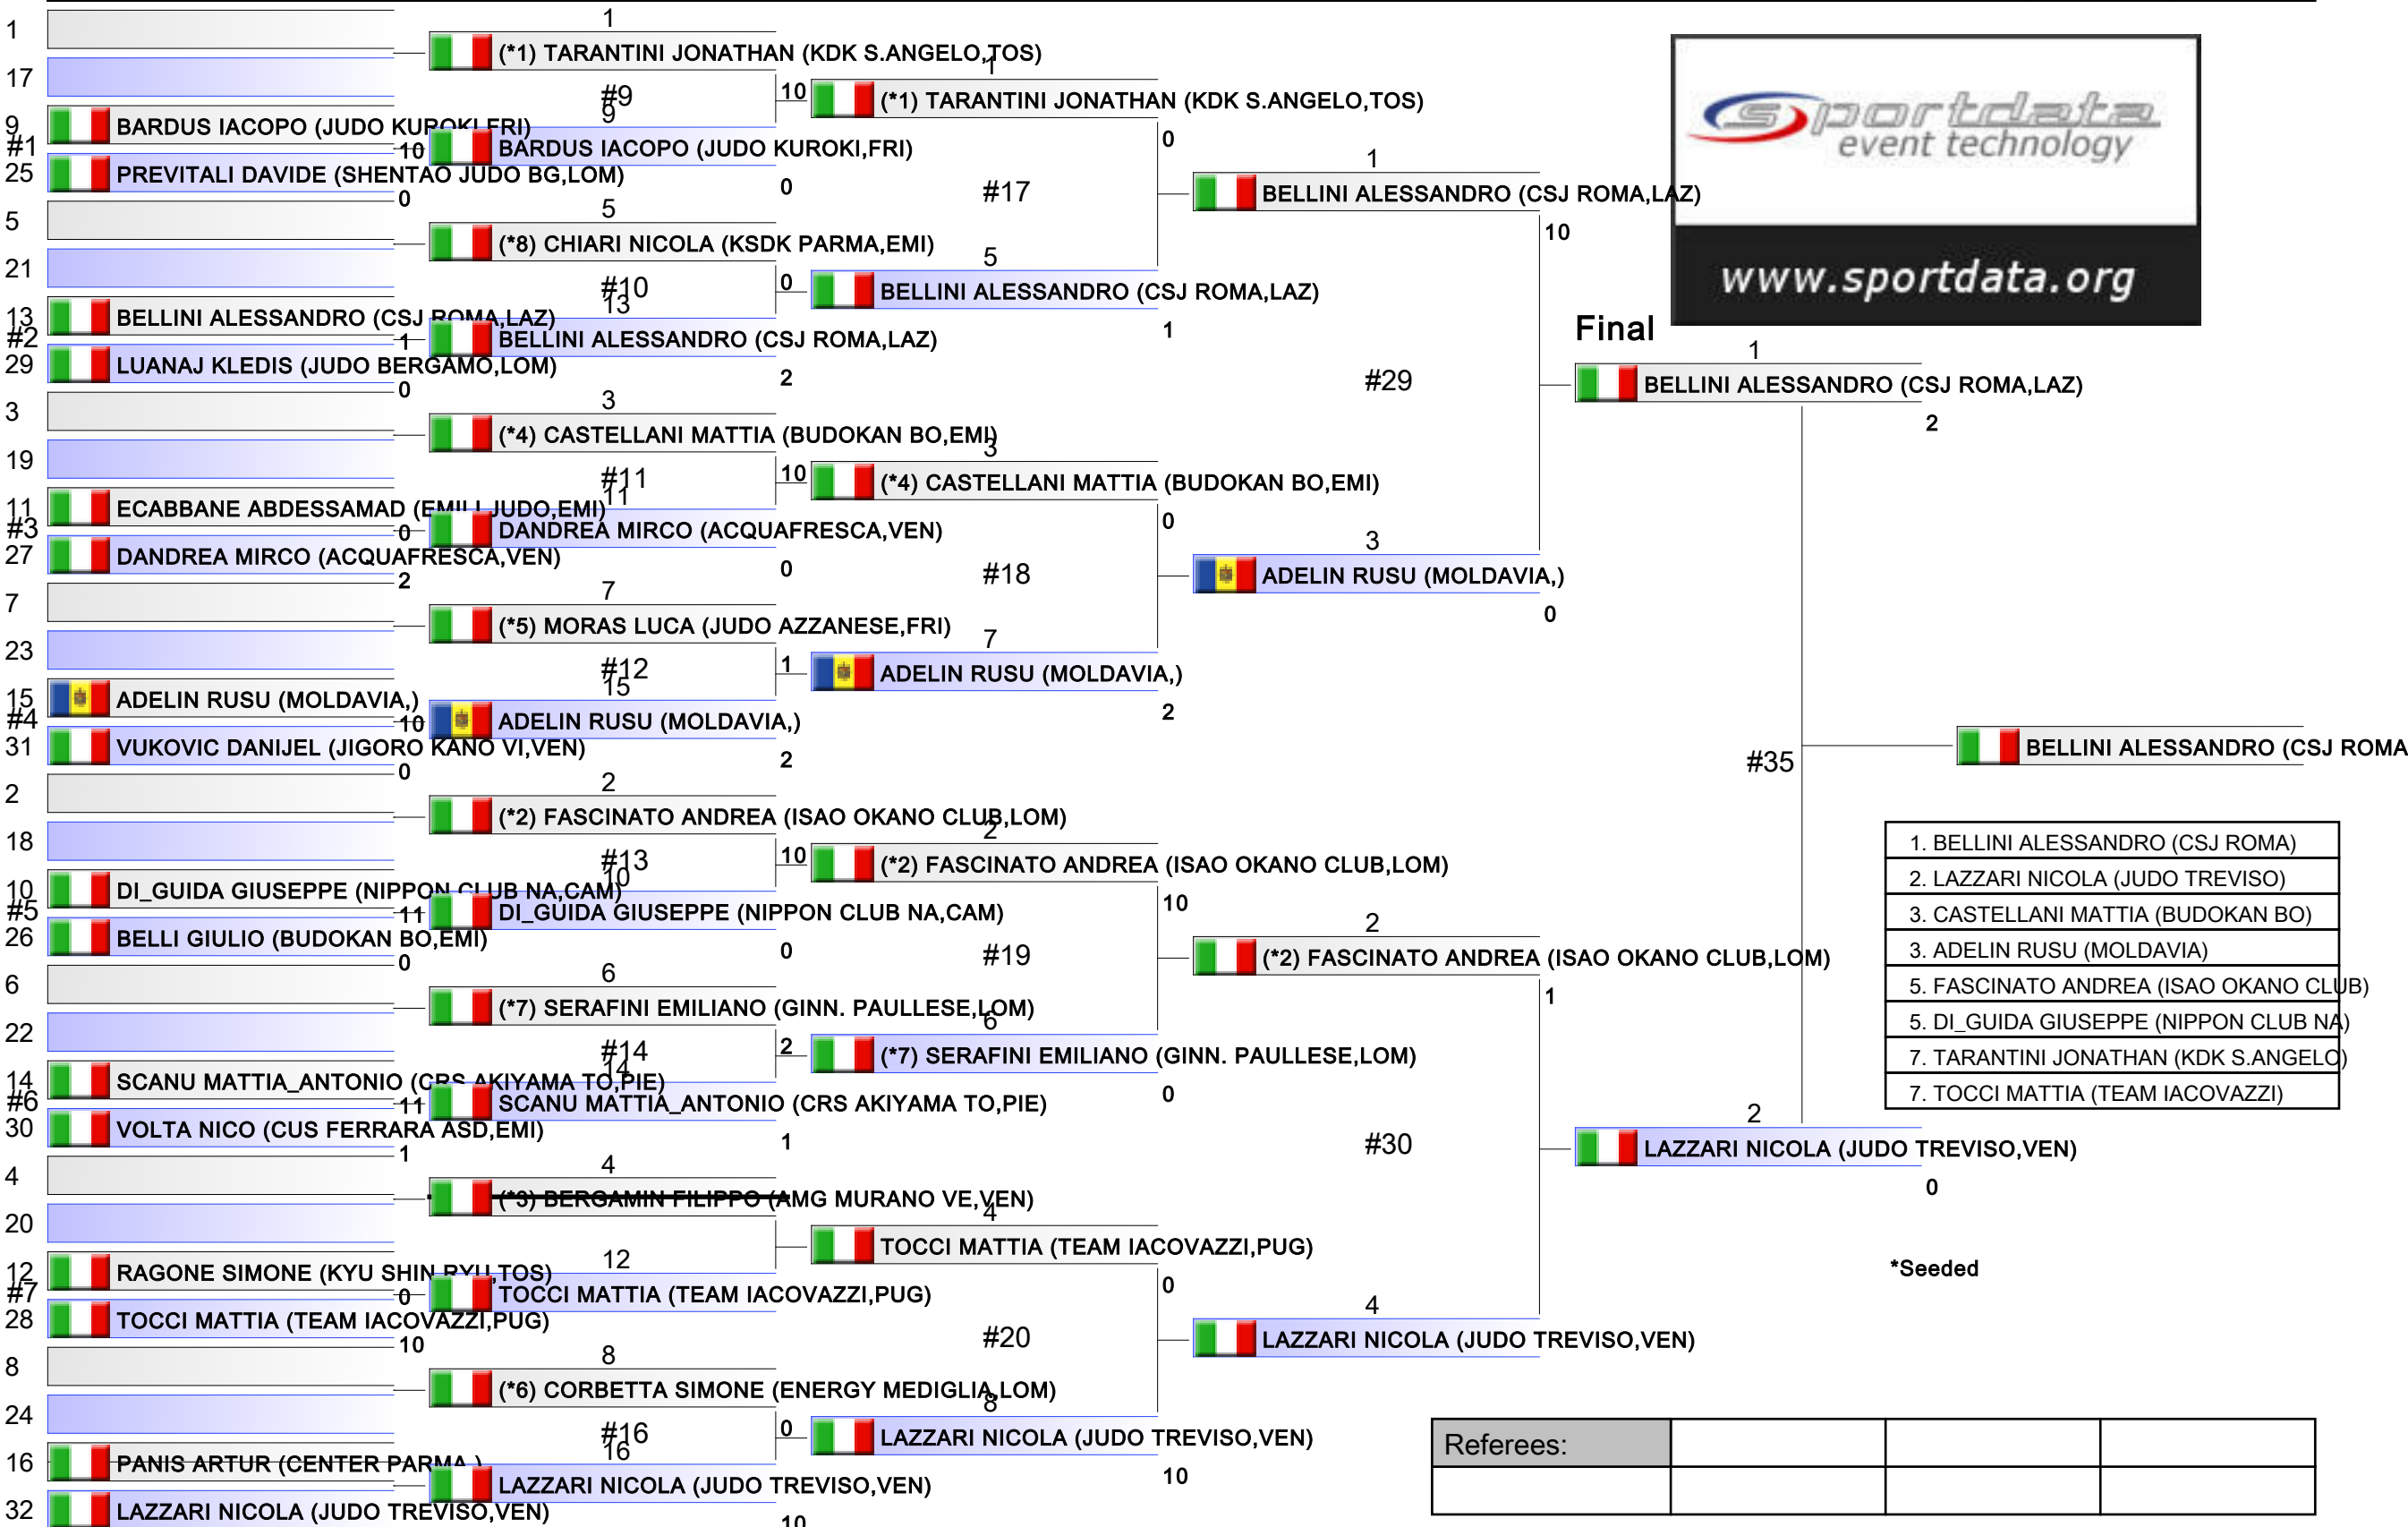 1
17
9
#1
25
5
21
13
#2
29
3
19
11
#3
27
7
23
15
#4
31
2
18
10
#5
26
6
22
14
#6
30
4
20
12
#7
28
8
24
16
32
BARDUS IACOPO (JUDO KUROKI,FRI)
10
PREVITALI DAVIDE (SHENTAO JUDO BG,LOM)
0
BELLINI ALESSANDRO (CSJ ROMA,LAZ)
1
LUANAJ KLEDIS (JUDO BERGAMO,LOM)
0
ECABBANE ABDESSAMAD (EMILI JUDO,EMI)
0
DANDREA MIRCO (ACQUAFRESCA,VEN)
2
ADELIN RUSU (MOLDAVIA,)
10
VUKOVIC DANIJEL (JIGORO KANO VI,VEN)
0
DI_GUIDA GIUSEPPE (NIPPON CLUB NA,CAM)
11
BELLI GIULIO (BUDOKAN BO,EMI)
0
SCANU MATTIA_ANTONIO (CRS AKIYAMA TO,PIE)
11
VOLTA NICO (CUS FERRARA ASD,EMI)
1
RAGONE SIMONE (KYU SHIN RYU,TOS)
0
TOCCI MATTIA (TEAM IACOVAZZI,PUG)
10
PANIS ARTUR (CENTER PARMA,)
LAZZARI NICOLA (JUDO TREVISO,VEN)
1
(*1) TARANTINI JONATHAN (KDK S.ANGELO,TOS)
#9
10
9
BARDUS IACOPO (JUDO KUROKI,FRI)
0
5
(*8) CHIARI NICOLA (KSDK PARMA,EMI)
#10
0
13
BELLINI ALESSANDRO (CSJ ROMA,LAZ)
2
3
(*4) CASTELLANI MATTIA (BUDOKAN BO,EMI)
#11
10
11
DANDREA MIRCO (ACQUAFRESCA,VEN)
0
7
(*5) MORAS LUCA (JUDO AZZANESE,FRI)
#12
1
15
ADELIN RUSU (MOLDAVIA,)
2
2
(*2) FASCINATO ANDREA (ISAO OKANO CLUB,LOM)
#13
10
10
DI_GUIDA GIUSEPPE (NIPPON CLUB NA,CAM)
0
6
(*7) SERAFINI EMILIANO (GINN. PAULLESE,LOM)
#14
2
14
SCANU MATTIA_ANTONIO (CRS AKIYAMA TO,PIE)
1
4
(*3) BERGAMIN FILIPPO (AMG MURANO VE,VEN)
12
TOCCI MATTIA (TEAM IACOVAZZI,PUG)
8
(*6) CORBETTA SIMONE (ENERGY MEDIGLIA,LOM)
#16
0
16
LAZZARI NICOLA (JUDO TREVISO,VEN)
10
1
(*1) TARANTINI JONATHAN (KDK S.ANGELO,TOS)
0
#17
5
BELLINI ALESSANDRO (CSJ ROMA,LAZ)
1
3
(*4) CASTELLANI MATTIA (BUDOKAN BO,EMI)
0
#18
7
ADELIN RUSU (MOLDAVIA,)
2
2
(*2) FASCINATO ANDREA (ISAO OKANO CLUB,LOM)
10
#19
6
(*7) SERAFINI EMILIANO (GINN. PAULLESE,LOM)
0
4
TOCCI MATTIA (TEAM IACOVAZZI,PUG)
0
#20
8
LAZZARI NICOLA (JUDO TREVISO,VEN)
10
1
BELLINI ALESSANDRO (CSJ ROMA,LAZ)
10
#29
3
ADELIN RUSU (MOLDAVIA,)
0
2
(*2) FASCINATO ANDREA (ISAO OKANO CLUB,LOM)
1
#30
4
LAZZARI NICOLA (JUDO TREVISO,VEN)
sportdata
event technology
www.sportdata.org
Final
1
BELLINI ALESSANDRO (CSJ ROMA,LAZ)
2
#35
2
LAZZARI NICOLA (JUDO TREVISO,VEN)
0
BELLINI ALESSANDRO (CSJ ROMA
1. BELLINI ALESSANDRO (CSJ ROMA)
2. LAZZARI NICOLA (JUDO TREVISO)
3. CASTELLANI MATTIA (BUDOKAN BO)
3. ADELIN RUSU (MOLDAVIA)
5. FASCINATO ANDREA (ISAO OKANO CLUB)
5. DI_GUIDA GIUSEPPE (NIPPON CLUB NA)
7. TARANTINI JONATHAN (KDK S.ANGELO)
7. TOCCI MATTIA (TEAM IACOVAZZI)
*Seeded
Referees: